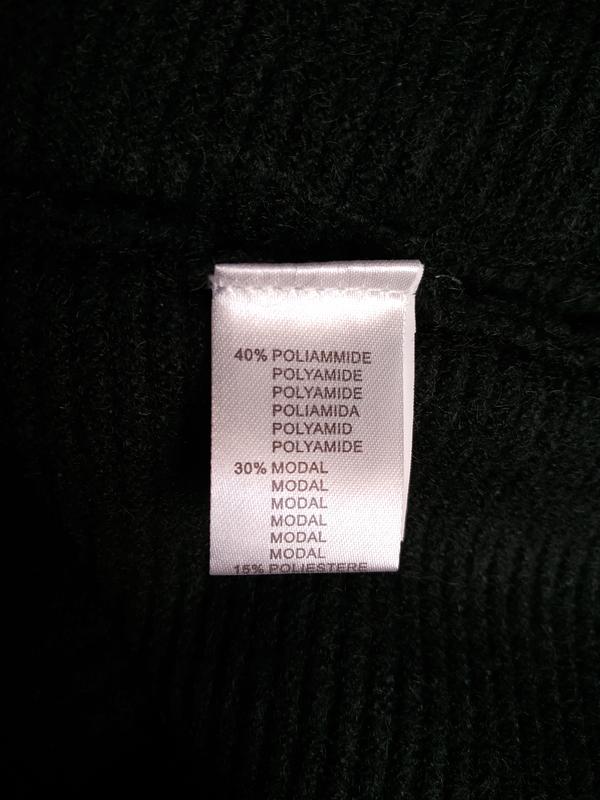 40% POLIAMMIDE
POLYAMIDE
POLYAMIDE
POLIAMIDA
POLYAMID
POLYAMIDE
30% MODAL
MODAL
MODAL
MODAL
MODAL
MODAL
15% POLIESTERE